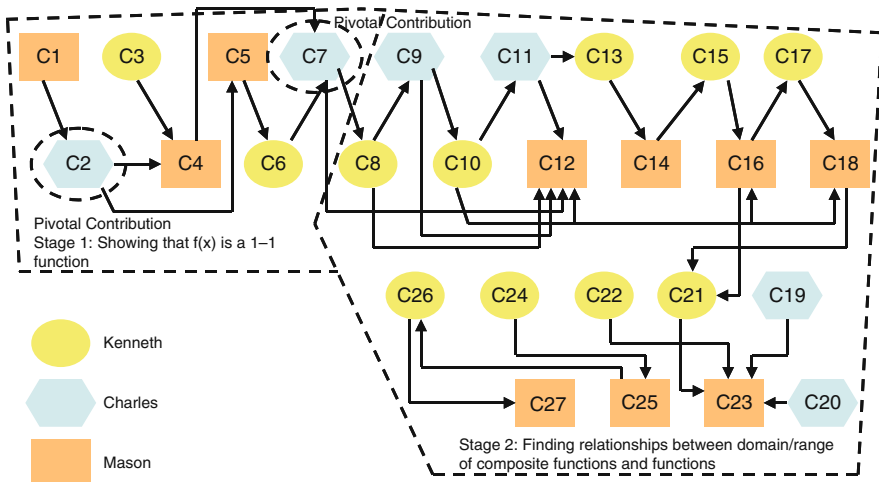 Pivotal Contribution
C1
C3
C5
C7
C9
C11
C13
C15
C17
C2
C4
C6
C8
C10
C12
C14
C16
C18
Pivotal Contribution
Stage 1: Showing that f(x) is a 1–1
function
C26
C24
C22
C21
C19
Kenneth
Charles
Mason
C27
C25
C23
C20
Stage 2: Finding relationships between domain/range
of composite functions and functions